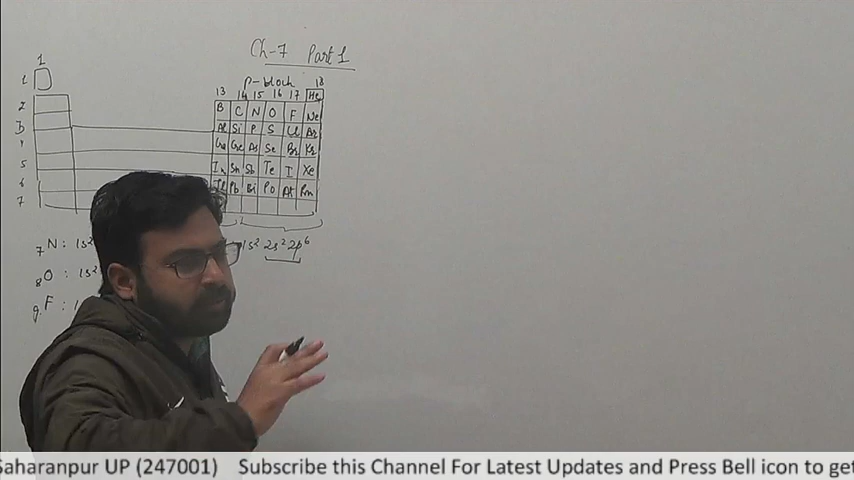 Ch-7 Part 1
1
p-block 18
13 14 15 16 17 He
1
2 B C N O F Ne
3 Al Si P S Cl Ar
4 Ga Ge As Se Br Kr
5 In Sn Sb Te I Xe
6 Tl Pb Bi Po At Rn
7
₇N : 1s² 1s² 2s² 2p⁶
₈O : 1s²
₉F :
Saharanpur UP (247001) Subscribe this Channel For Latest Updates and Press Bell icon to get